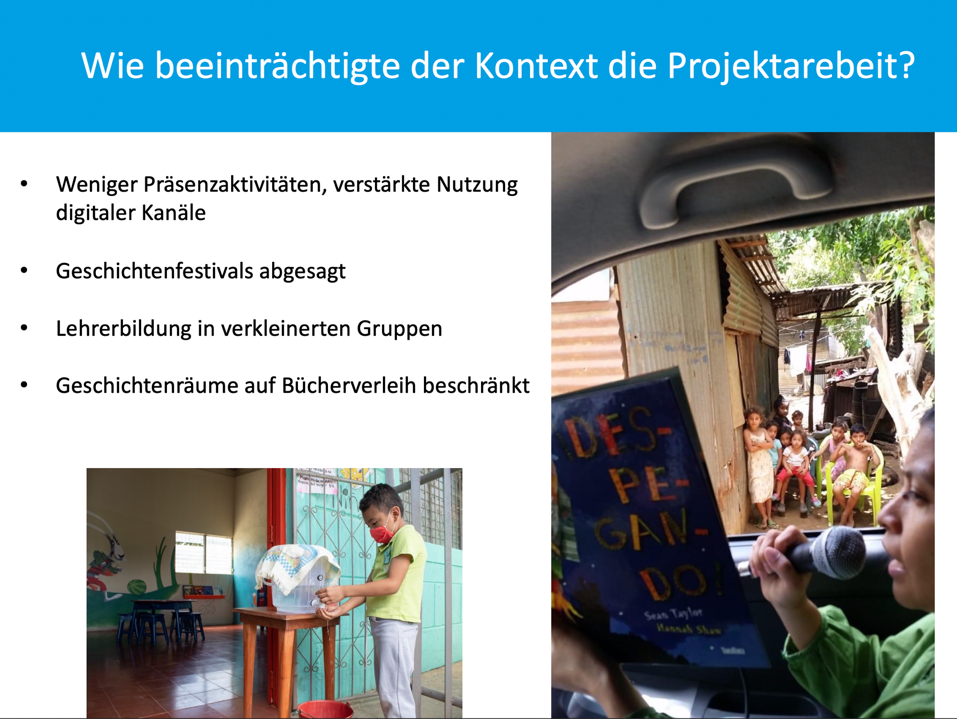 Wie beeinträchtigte der Kontext die Projektarebeit?
• Weniger Präsenzaktivitäten, verstärkte Nutzung
digitaler Kanäle
• Geschichtenfestivals abgesagt
• Lehrerbildung in verkleinerten Gruppen
• Geschichtenräume auf Bücherverleih beschränkt
DES-
PE-
GAN-
DO!
Sean Taylor
Hannah Shaw